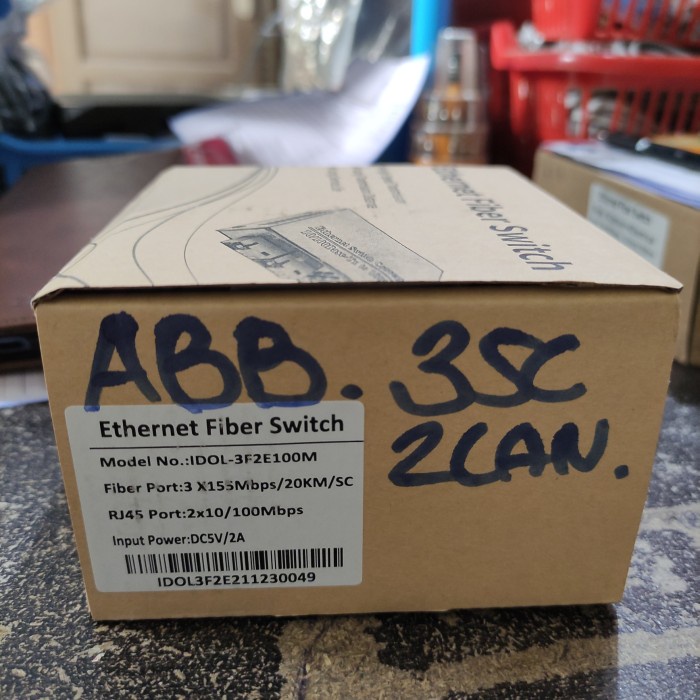 Ethernet Fiber Switch
ABB. 3SC
2CAN.
Ethernet Fiber Switch
Model No.:IDOL-3F2E100M
Fiber Port:3 X155Mbps/20KM/SC
RJ45 Port:2x10/100Mbps
Input Power:DC5V/2A
IDOL3F2E211230049